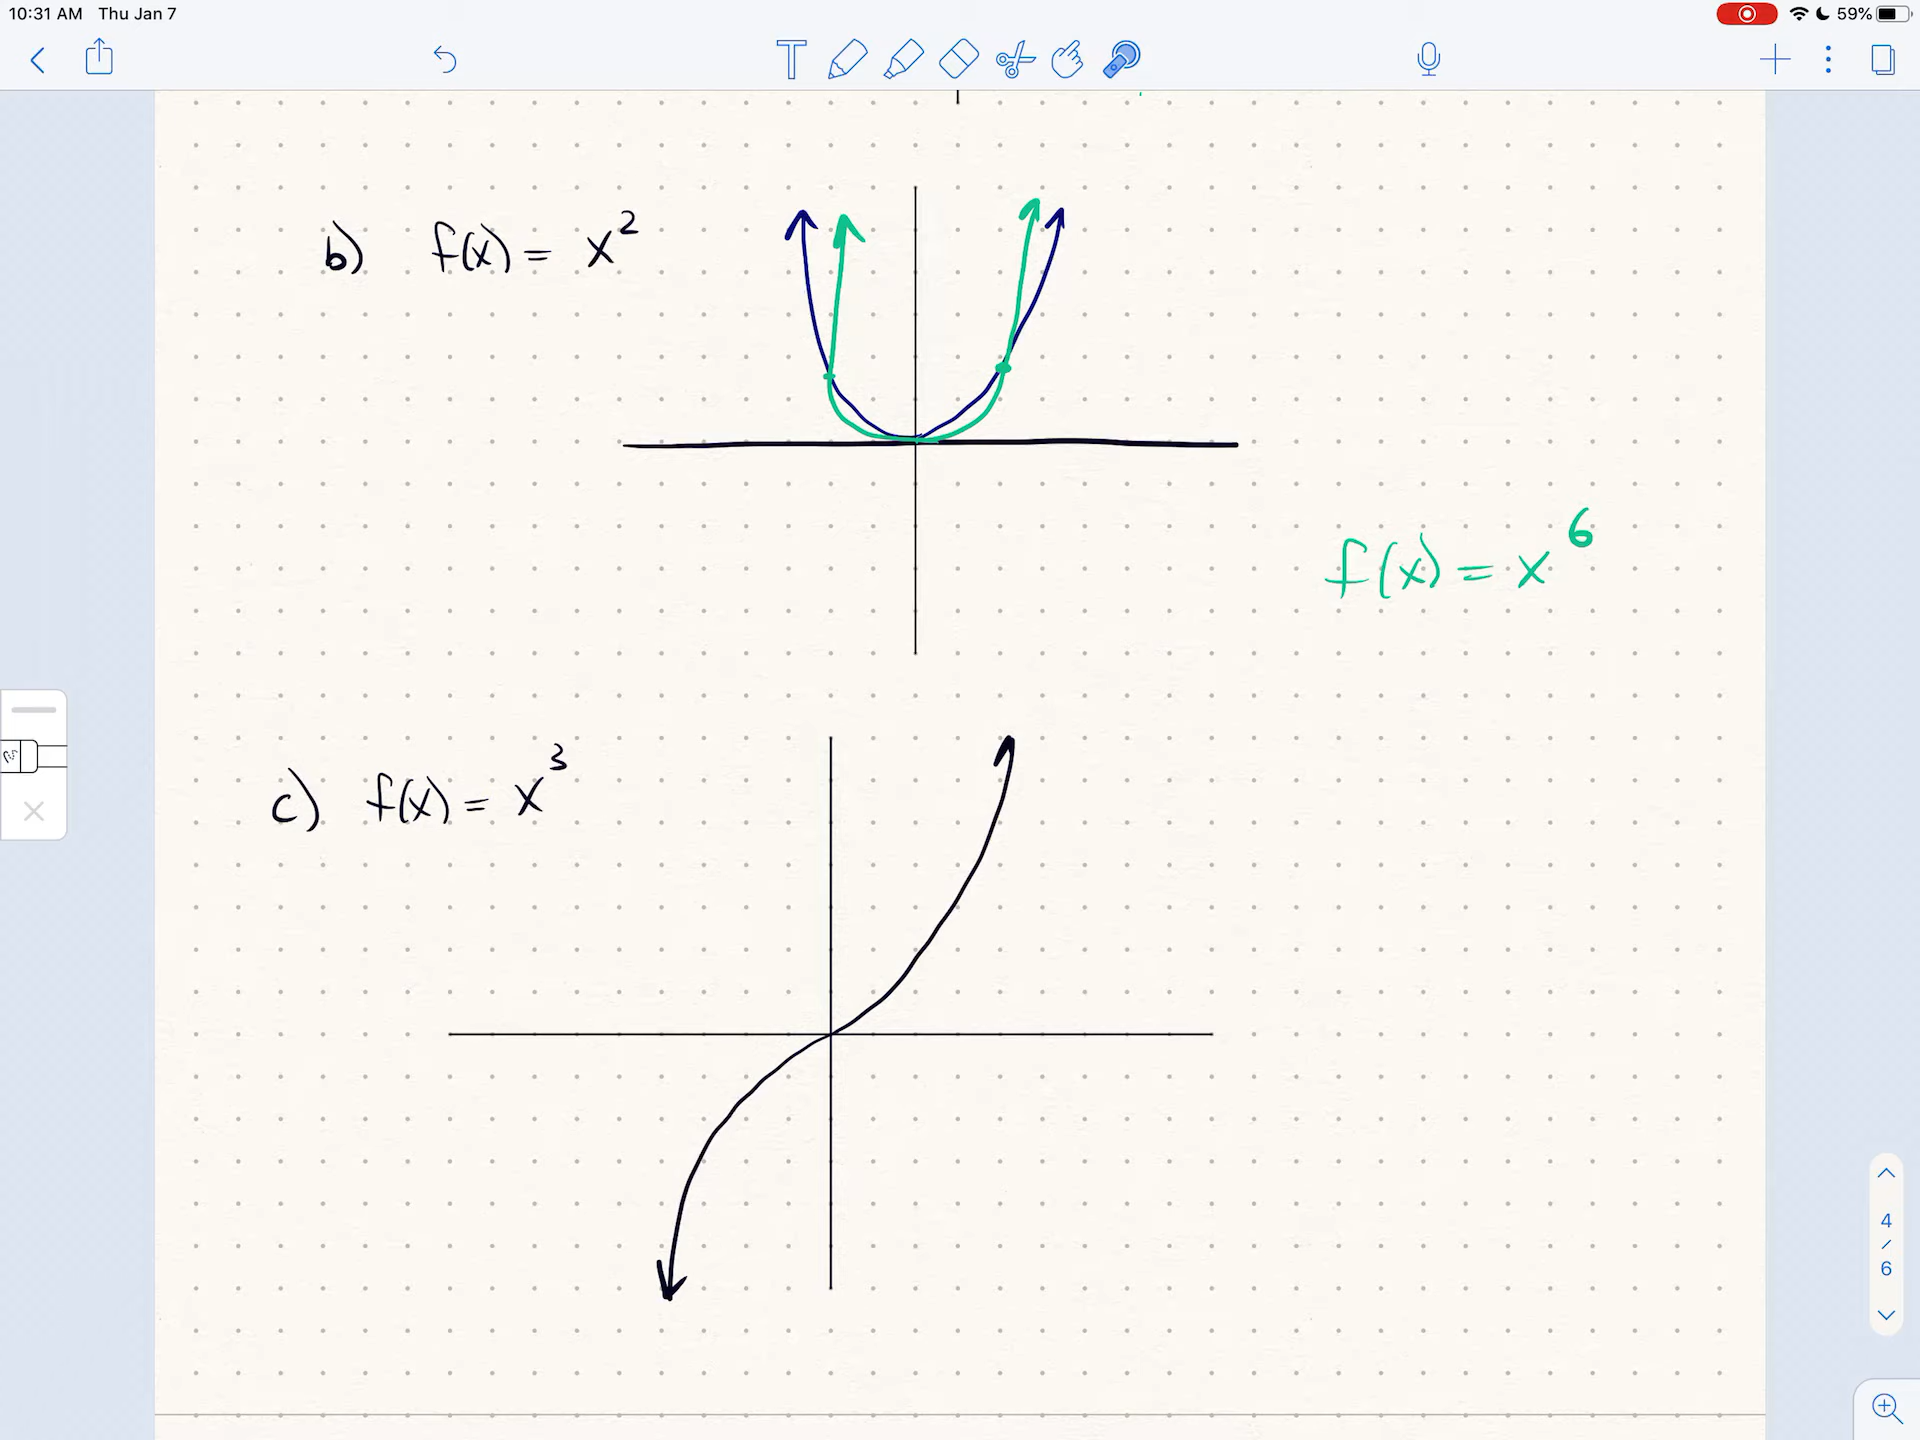 10:31 AM Thu Jan 7
59%
T
b) f(x) = x²
f(x) = x⁶
c) f(x) = x³
4
/
6